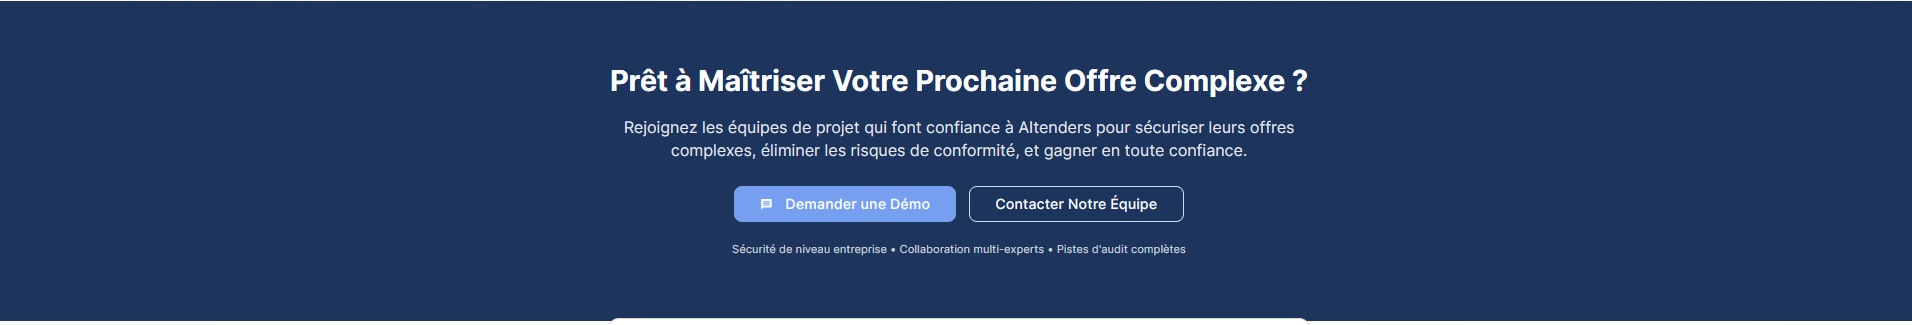 Prêt à Maîtriser Votre Prochaine Offre Complexe ?
Rejoignez les équipes de projet qui font confiance à AItenders pour sécuriser leurs offres
complexes, éliminer les risques de conformité, et gagner en toute confiance.
Demander une Démo
Contacter Notre Équipe
Sécurité de niveau entreprise • Collaboration multi-experts • Pistes d'audit complètes